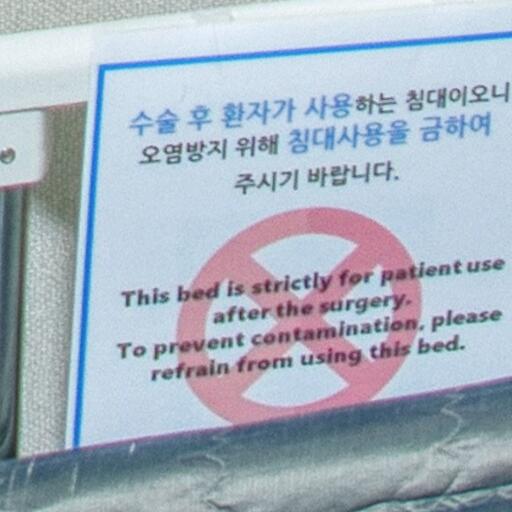 수술 후 환자가 사용하는 침대이오니
오염방지 위해 침대사용을 금하여
주시기 바랍니다.
This bed is strictly for patient use
after the surgery.
To prevent contamination, please
refrain from using this bed.